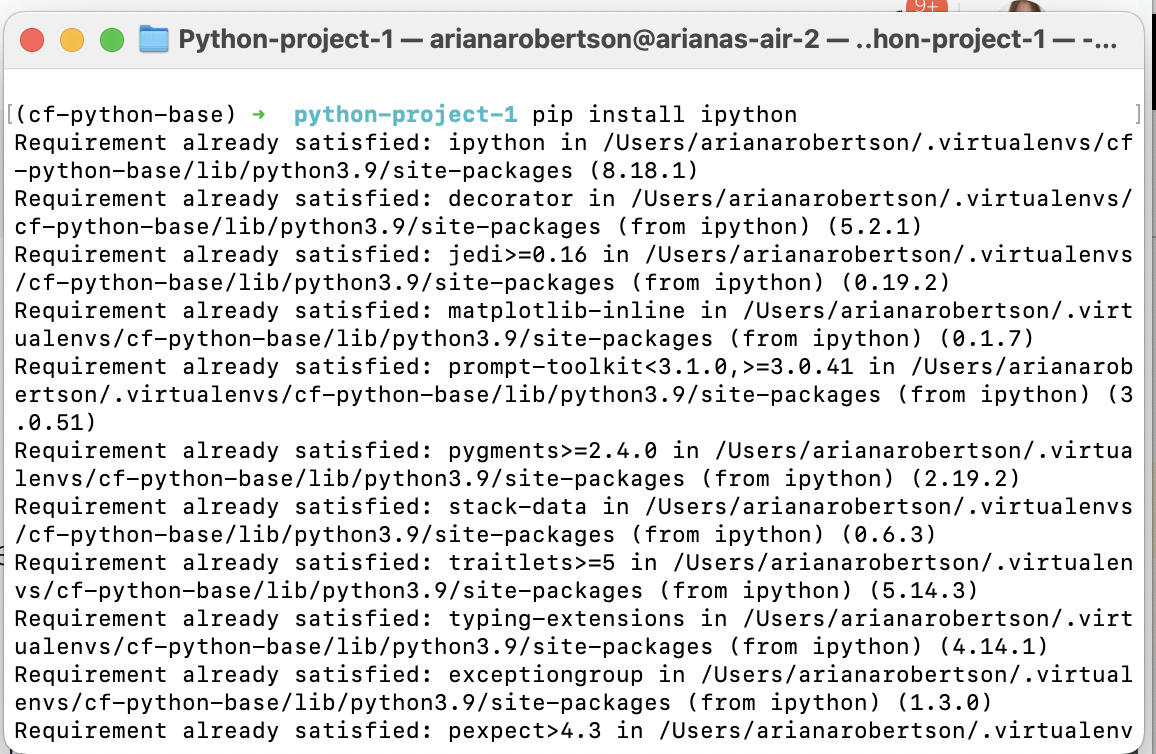 9+
Python-project-1 — arianarobertson@arianas-air-2 — ..hon-project-1 — -...
[(cf-python-base) ➜  python-project-1 pip install ipython ]
Requirement already satisfied: ipython in /Users/arianarobertson/.virtualenvs/cf
-python-base/lib/python3.9/site-packages (8.18.1)
Requirement already satisfied: decorator in /Users/arianarobertson/.virtualenvs/
cf-python-base/lib/python3.9/site-packages (from ipython) (5.2.1)
Requirement already satisfied: jedi>=0.16 in /Users/arianarobertson/.virtualenvs
/cf-python-base/lib/python3.9/site-packages (from ipython) (0.19.2)
Requirement already satisfied: matplotlib-inline in /Users/arianarobertson/.virt
ualenvs/cf-python-base/lib/python3.9/site-packages (from ipython) (0.1.7)
Requirement already satisfied: prompt-toolkit<3.1.0,>=3.0.41 in /Users/arianarob
ertson/.virtualenvs/cf-python-base/lib/python3.9/site-packages (from ipython) (3
.0.51)
Requirement already satisfied: pygments>=2.4.0 in /Users/arianarobertson/.virtua
lenvs/cf-python-base/lib/python3.9/site-packages (from ipython) (2.19.2)
Requirement already satisfied: stack-data in /Users/arianarobertson/.virtualenvs
/cf-python-base/lib/python3.9/site-packages (from ipython) (0.6.3)
Requirement already satisfied: traitlets>=5 in /Users/arianarobertson/.virtualen
vs/cf-python-base/lib/python3.9/site-packages (from ipython) (5.14.3)
Requirement already satisfied: typing-extensions in /Users/arianarobertson/.virt
ualenvs/cf-python-base/lib/python3.9/site-packages (from ipython) (4.14.1)
Requirement already satisfied: exceptiongroup in /Users/arianarobertson/.virtual
envs/cf-python-base/lib/python3.9/site-packages (from ipython) (1.3.0)
Requirement already satisfied: pexpect>4.3 in /Users/arianarobertson/.virtualenv